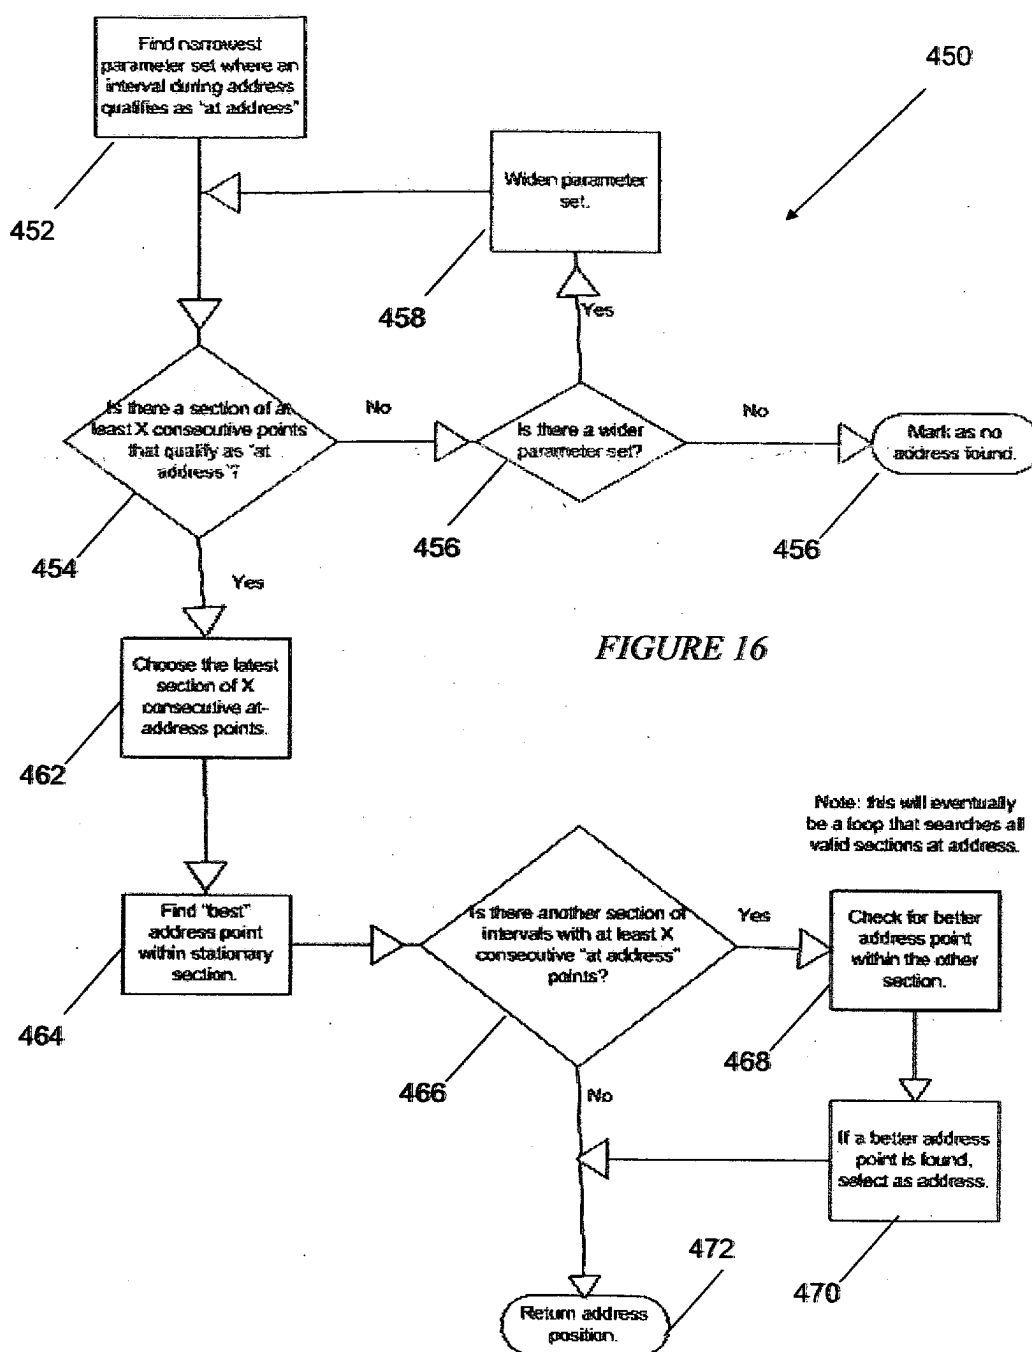 Find narrowest
parameter set where an
interval during address
qualifies as "at address"
450
452
Widen parameter
set.
458
Yes
Is there a section of at
least X consecutive points
that qualify as "at
address"?
No
Is there a wider
parameter set?
No
Mark as no
address found.
454
456
456
Yes
FIGURE 16
Choose the latest
section of X
consecutive at-
address points.
462
Note: this will eventually
be a loop that searches all
valid sections at address.
Find "best"
address point
within stationary
section.
464
Is there another section of
intervals with at least X
consecutive "at address"
points?
Yes
466
No
Check for better
address point
within the other
section.
468
If a better address
point is found,
select as address.
470
472
Return address
position.